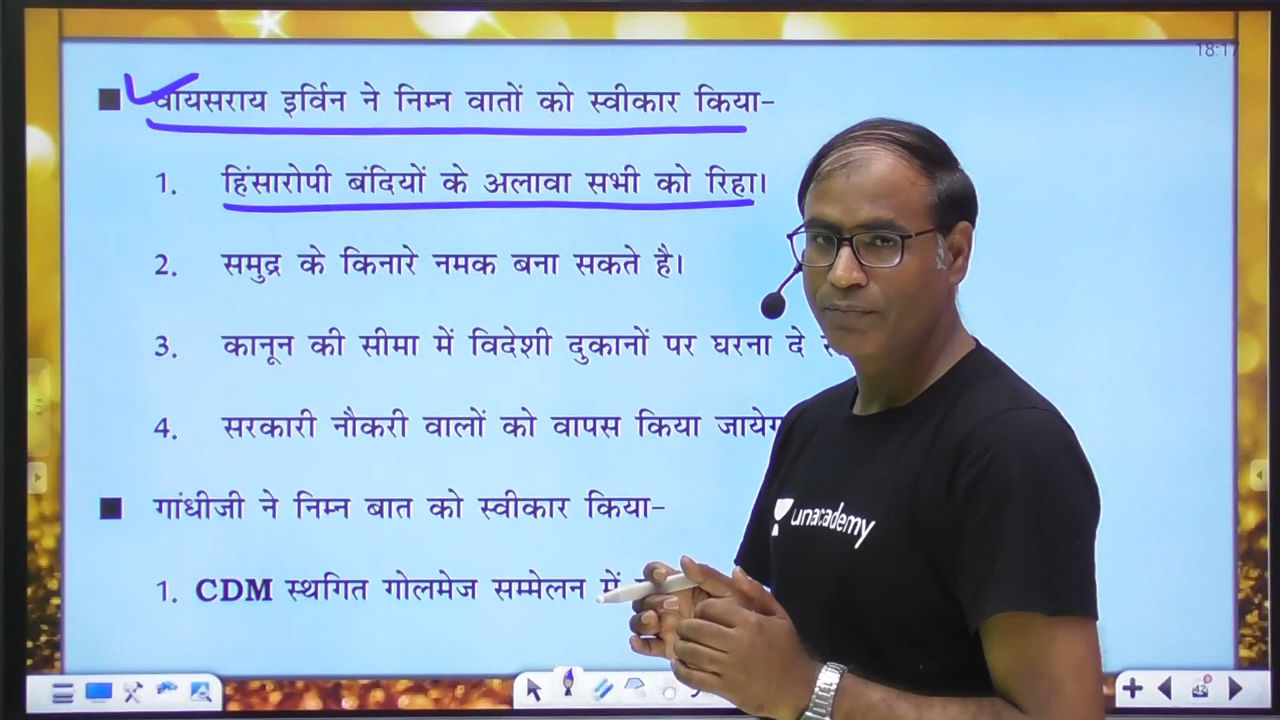 18:17
■ वायसराय इर्विन ने निम्न वातों को स्वीकार किया-
1. हिंसारोपी बंदियों के अलावा सभी को रिहा।
2. समुद्र के किनारे नमक बना सकते है।
3. कानून की सीमा में विदेशी दुकानों पर घरना दे
4. सरकारी नौकरी वालों को वापस किया
■ गांधीजी ने निम्न बात को स्वीकार किया-
1. CDM स्थगित गोलमेज सम्मेलन में
unacademy